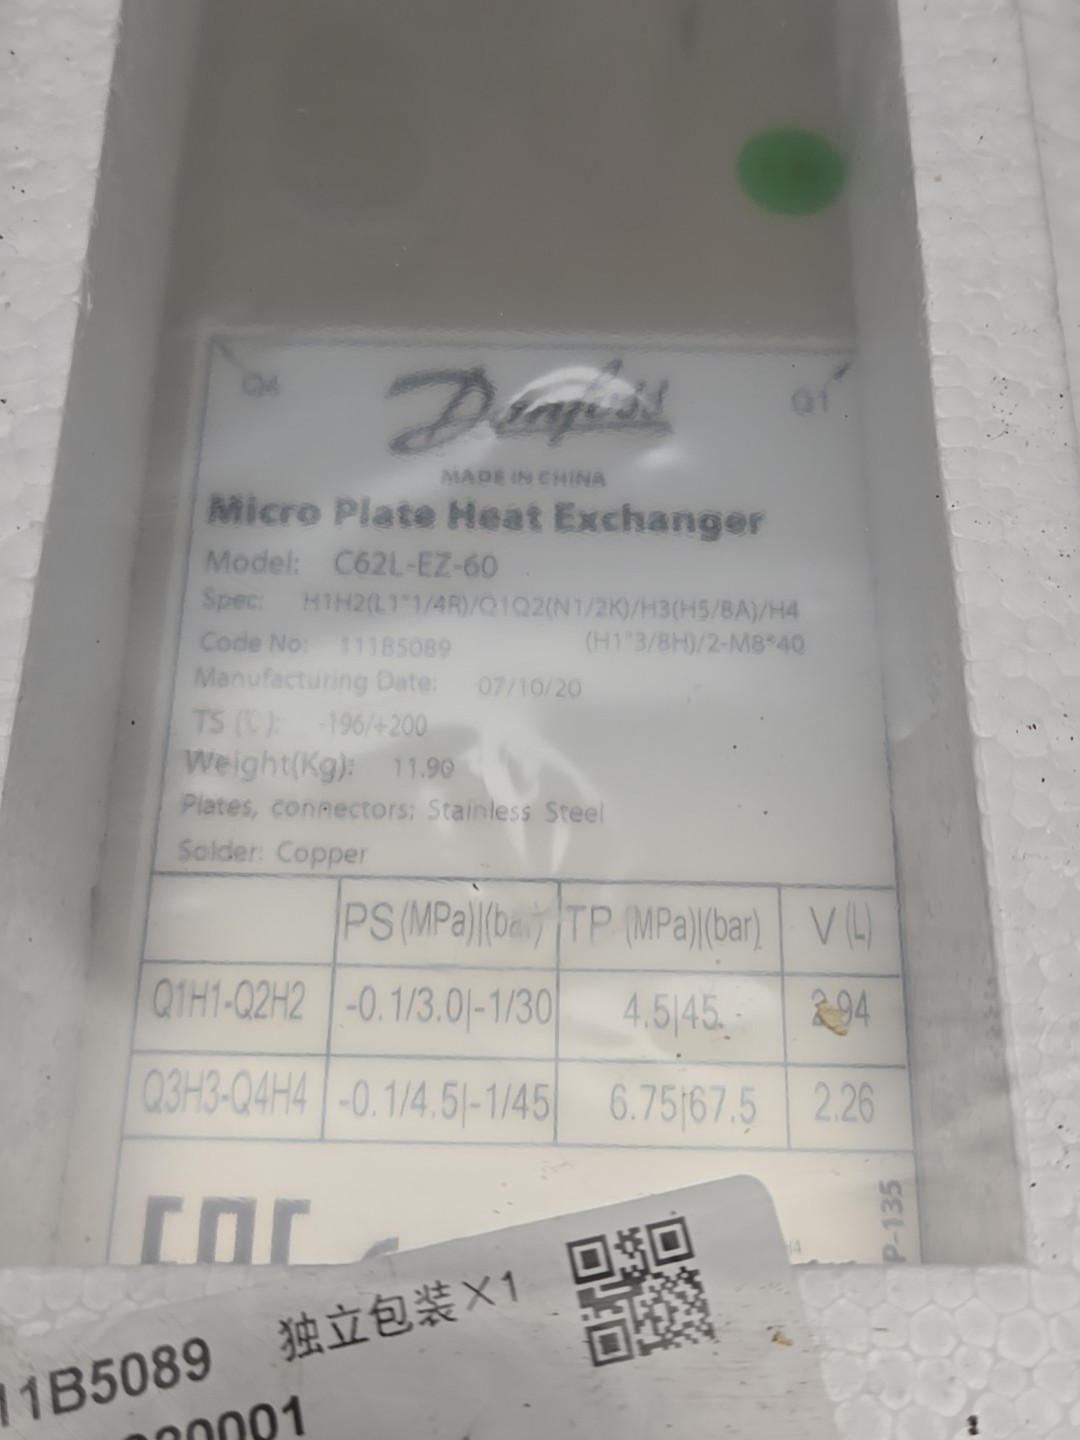 Q4
Danfoss
Q1
MADE IN CHINA
Micro Plate Heat Exchanger
Model: C62L-EZ-60
Spec: H1H2(L1"1/4R)/Q1Q2(N1/2K)/H3(H5/8A)/H4
(H1"3/8H)/2-M8*40
Code No: 111B5089
Manufacturing Date: 07/10/20
TS (℃): -196/+200
Weight(Kg): 11.90
Plates, connectors: Stainless Steel
Solder: Copper
PS (MPa)|(bar) TP (MPa)|(bar) V (L)
Q1H1-Q2H2 -0.1/3.0|-1/30 4.5|45 2.94
Q3H3-Q4H4 -0.1/4.5|-1/45 6.75|67.5 2.26
P-135
独立包装×1
11B5089